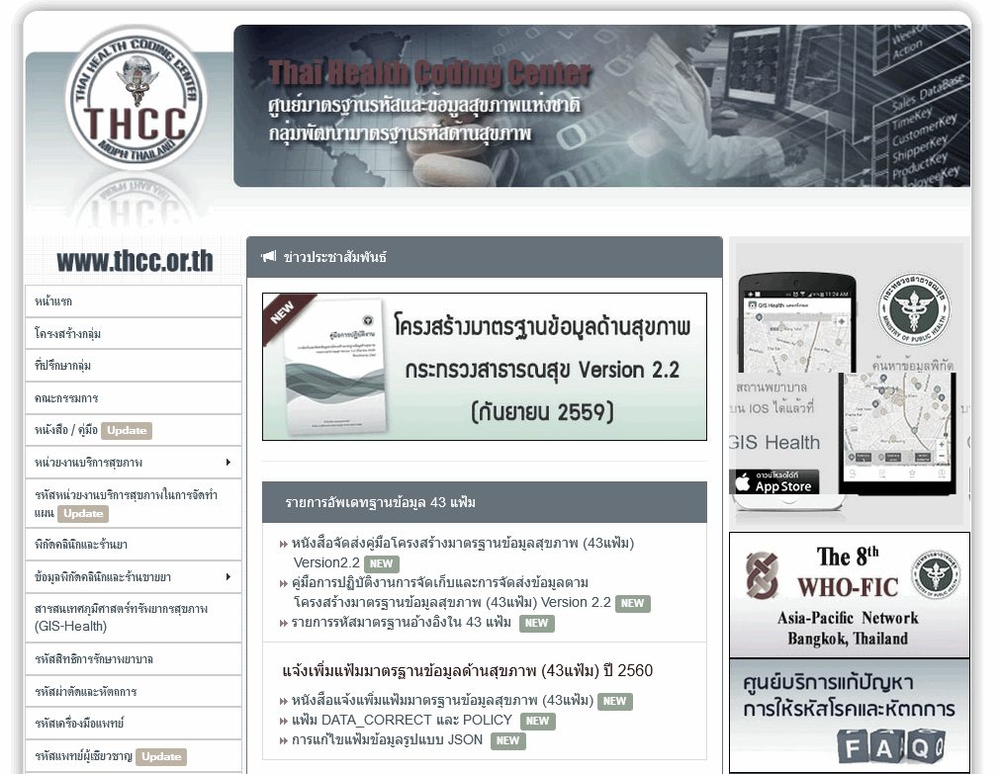 THAI HEALTH CODING CENTER
THCC
MOPH THAILAND
Thai Health Coding Center
ศูนย์มาตรฐานรหัสและข้อมูลสุขภาพแห่งชาติ
กลุ่มพัฒนามาตรฐานรหัสด้านสุขภาพ
Action
Sales DataBase
TimeKey
CustomerKey
ShipperKey
ProductKey
www.thcc.or.th
หน้าแรก
โครงสร้างกลุ่ม
ที่ปรึกษากลุ่ม
คณะกรรมการ
หนังสือ / คู่มือ Update
หน่วยงานบริการสุขภาพ
รหัสหน่วยงานบริการสุขภาพในการจัดทำ
แผน Update
พิกัดคลินิกและร้านยา
ข้อมูลพิกัดคลินิกและร้านขายยา
สารสนเทศภูมิศาสตร์ทรัพยากรสุขภาพ
(GIS-Health)
รหัสสิทธิการรักษาพยาบาล
รหัสผ่าตัดและหัตถการ
รหัสเครื่องมือแพทย์
รหัสแพทย์ผู้เชี่ยวชาญ Update
ข่าวประชาสัมพันธ์
NEW
คู่มือการปฏิบัติงาน
โครงสร้างมาตรฐานข้อมูลด้านสุขภาพ
กระทรวงสาธารณสุข Version 2.2
(กันยายน 2559)
รายการอัพเดทฐานข้อมูล 43 แฟ้ม
หนังสือจัดส่งคู่มือโครงสร้างมาตรฐานข้อมูลสุขภาพ (43แฟ้ม)
Version2.2 NEW
คู่มือการปฏิบัติงานการจัดเก็บและการจัดส่งข้อมูลตาม
โครงสร้างมาตรฐานข้อมูลสุขภาพ (43แฟ้ม) Version 2.2 NEW
รายการรหัสมาตรฐานอ้างอิงใน 43 แฟ้ม NEW
แจ้งเพิ่มแฟ้มมาตรฐานข้อมูลด้านสุขภาพ (43แฟ้ม) ปี 2560
หนังสือแจ้งเพิ่มแฟ้มมาตรฐานข้อมูลสุขภาพ (43แฟ้ม) NEW
แฟ้ม DATA_CORRECT และ POLICY NEW
การแก้ไขแฟ้มข้อมูลรูปแบบ JSON NEW
11:24 AM
GIS Health
กระทรวงสาธารณสุข
MINISTRY OF PUBLIC HEALTH
ค้นหาข้อมูลพิกัด
สถานพยาบาล
บน IOS ได้แล้วที่
GIS Health
ดาวน์โหลดได้ที่
App Store
The 8th
WHO-FIC
Asia-Pacific Network
Bangkok, Thailand
ศูนย์บริการแก้ปัญหา
การให้รหัสโรคและหัตถการ
FAQ